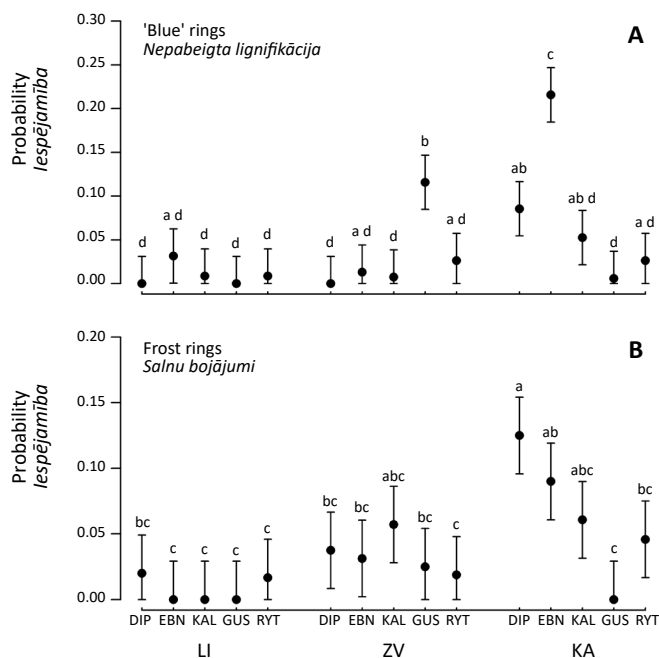 'Blue' rings
Nepabeigta lignifikācija
A
Probability
Iespējamība
0.30
0.25
0.20
0.15
0.10
0.05
0.00
d a d d d d
d a d d b a d
ab c ab d d a d
Frost rings
Salnu bojājumi
B
Probability
Iespējamība
0.20
0.15
0.10
0.05
0.00
bc c c c c
bc bc abc bc c
a ab abc c bc
DIP EBN KAL GUS RYT DIP EBN KAL GUS RYT DIP EBN KAL GUS RYT
LI ZV KA